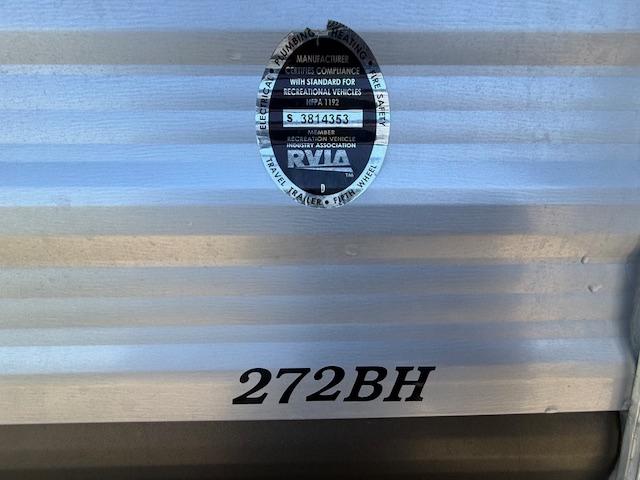 PLUMBING • HEATING •
ELECTRICAL •
FIRE SAFETY
MANUFACTURER
CERTIFIES COMPLIANCE
WITH STANDARD FOR
RECREATIONAL VEHICLES
NFPA 1192
S 3814353
MEMBER
RECREATION VEHICLE
INDUSTRY ASSOCIATION
RVIA
TM
D
TRAVEL TRAILER • FIFTH WHEEL
272BH